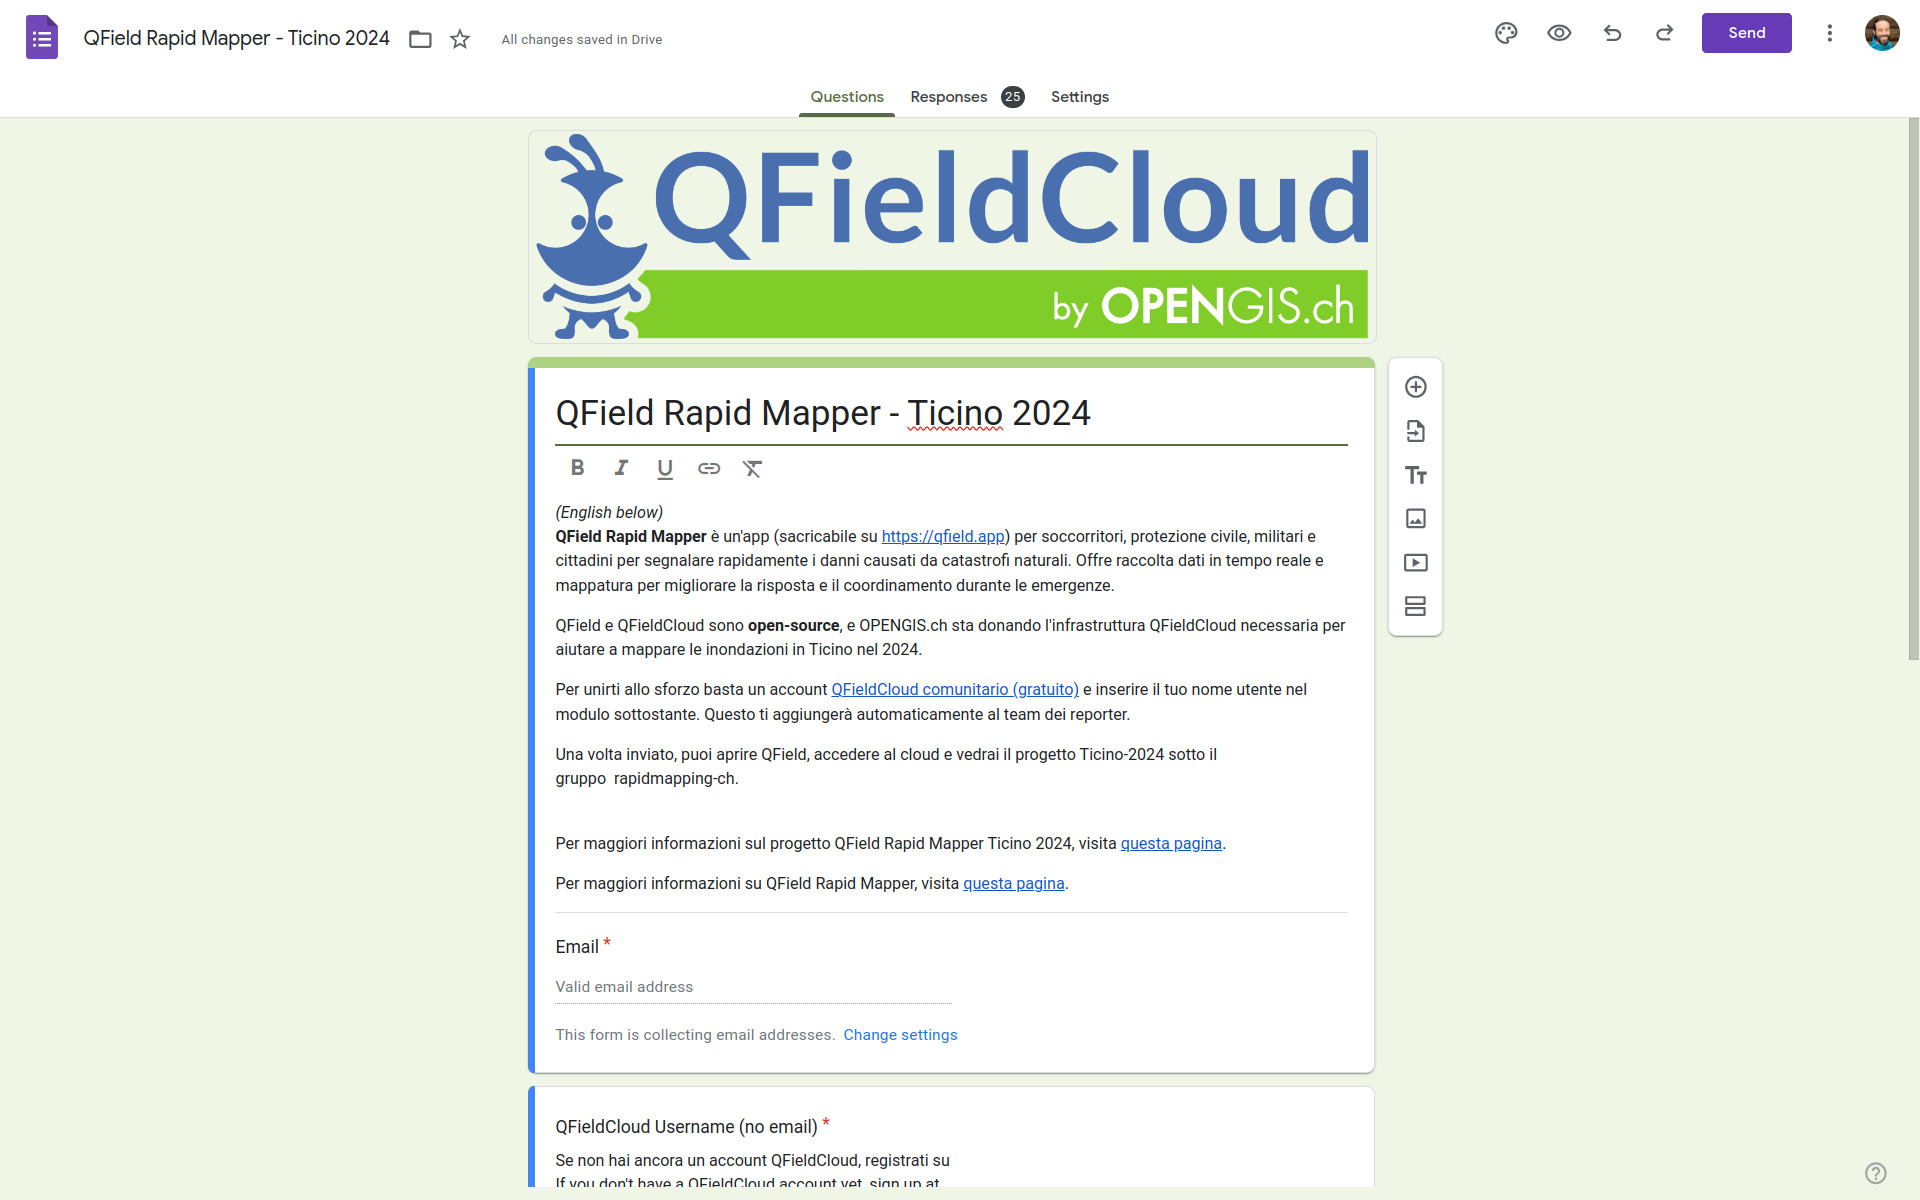 QField Rapid Mapper - Ticino 2024
All changes saved in Drive
Send
Questions
Responses 25
Settings
QFieldCloud
by OPENGIS.ch
QField Rapid Mapper - Ticino 2024
B I U
(English below)
QField Rapid Mapper è un'app (sacricabile su https://qfield.app) per soccorritori, protezione civile, militari e
cittadini per segnalare rapidamente i danni causati da catastrofi naturali. Offre raccolta dati in tempo reale e
mappatura per migliorare la risposta e il coordinamento durante le emergenze.
QField e QFieldCloud sono open-source, e OPENGIS.ch sta donando l'infrastruttura QFieldCloud necessaria per
aiutare a mappare le inondazioni in Ticino nel 2024.
Per unirti allo sforzo basta un account QFieldCloud comunitario (gratuito) e inserire il tuo nome utente nel
modulo sottostante. Questo ti aggiungerà automaticamente al team dei reporter.
Una volta inviato, puoi aprire QField, accedere al cloud e vedrai il progetto Ticino-2024 sotto il
gruppo  rapidmapping-ch.
Per maggiori informazioni sul progetto QField Rapid Mapper Ticino 2024, visita questa pagina.
Per maggiori informazioni su QField Rapid Mapper, visita questa pagina.
Email *
Valid email address
This form is collecting email addresses. Change settings
QFieldCloud Username (no email) *
Se non hai ancora un account QFieldCloud, registrati su
If you don't have a QFieldCloud account yet, sign up at